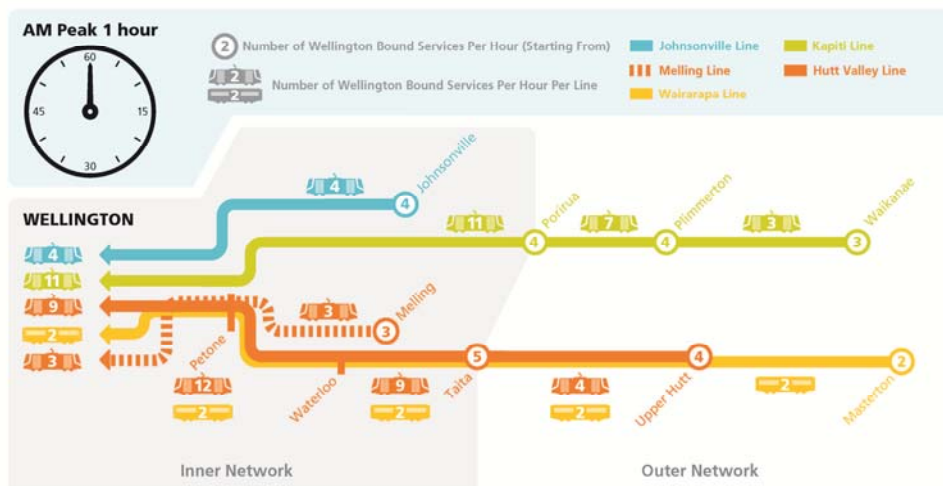 AM Peak 1 hour
60
45
15
30
2
Number of Wellington Bound Services Per Hour (Starting From)
2
2
Number of Wellington Bound Services Per Hour Per Line
Johnsonville Line
Kapiti Line
Melling Line
Hutt Valley Line
Wairarapa Line
WELLINGTON
4
4
Johnsonville
4
11
11
Porirua
4
7
Plimmerton
4
3
Waikanae
3
9
2
3
Petone
3
Melling
3
12
2
Waterloo
9
2
Taita
5
4
2
Upper Hutt
4
2
Masterton
2
Inner Network
Outer Network